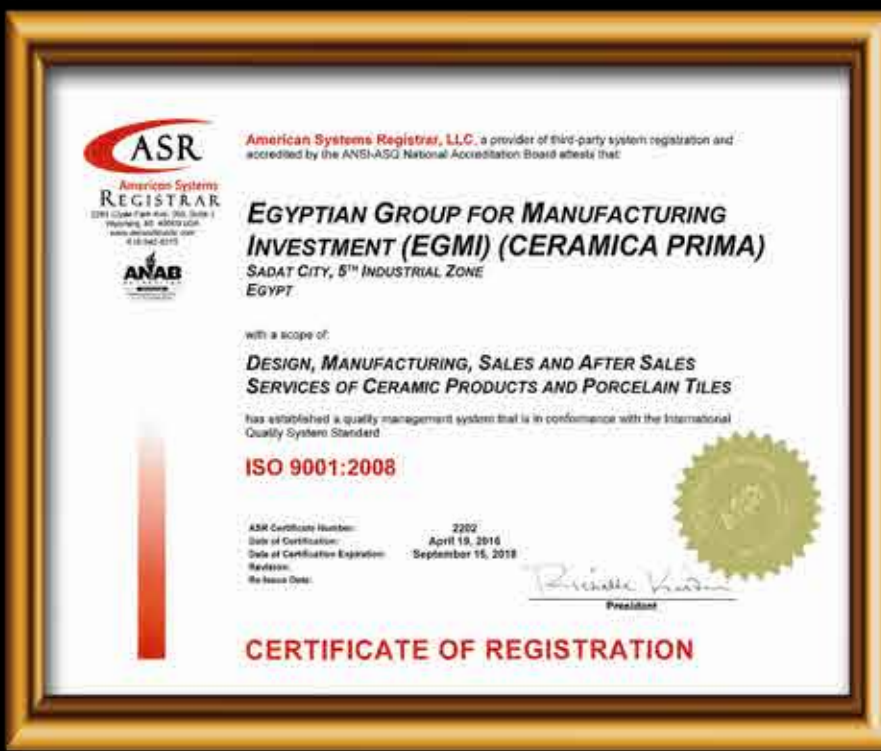 ASR
American Systems
REGISTRAR
ANAB
American Systems Registrar, LLC, a provider of third-party system registration and
accredited by the ANSI-ASQ National Accreditation Board attests that:
EGYPTIAN GROUP FOR MANUFACTURING
INVESTMENT (EGMI) (CERAMICA PRIMA)
SADAT CITY, 5TH INDUSTRIAL ZONE
EGYPT
with a scope of:
DESIGN, MANUFACTURING, SALES AND AFTER SALES
SERVICES OF CERAMIC PRODUCTS AND PORCELAIN TILES
has established a quality management system that is in conformance with the International
Quality System Standard
ISO 9001:2008
ASR Certificate Number: 2202
Date of Certification: April 19, 2016
Date of Certification Expiration: September 15, 2018
Revision:
Re-Issue Date:
President
CERTIFICATE OF REGISTRATION